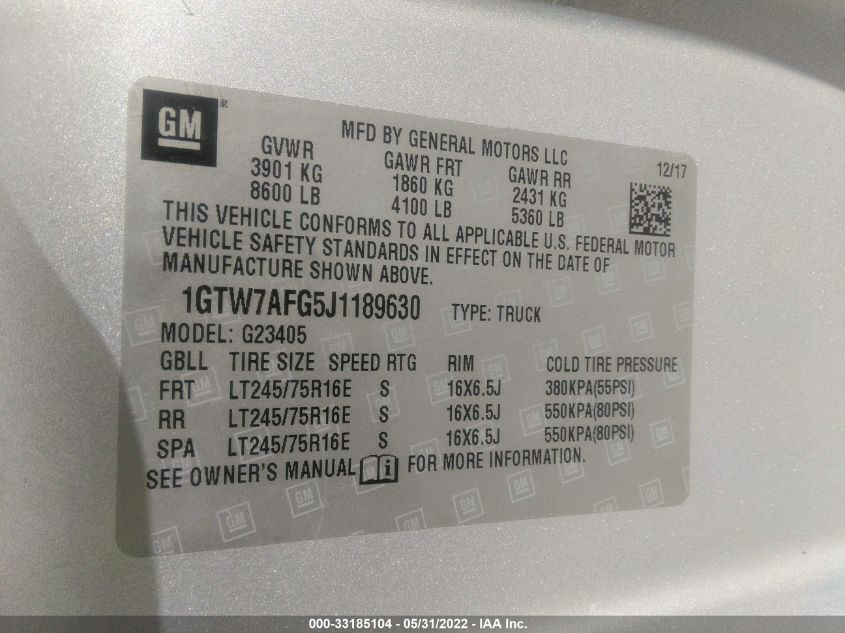 GM®
MFD BY GENERAL MOTORS LLC
12/17
GVWR GAWR FRT GAWR RR
3901 KG 1860 KG 2431 KG
8600 LB 4100 LB 5360 LB
THIS VEHICLE CONFORMS TO ALL APPLICABLE U.S. FEDERAL MOTOR
VEHICLE SAFETY STANDARDS IN EFFECT ON THE DATE OF
MANUFACTURE SHOWN ABOVE.
1GTW7AFG5J1189630 TYPE: TRUCK
MODEL: G23405
GBLL TIRE SIZE SPEED RTG RIM COLD TIRE PRESSURE
FRT LT245/75R16E S 16X6.5J 380KPA(55PSI)
RR LT245/75R16E S 16X6.5J 550KPA(80PSI)
SPA LT245/75R16E S 16X6.5J 550KPA(80PSI)
SEE OWNER'S MANUAL i FOR MORE INFORMATION.
000-33185104 - 05/31/2022 - IAA Inc.